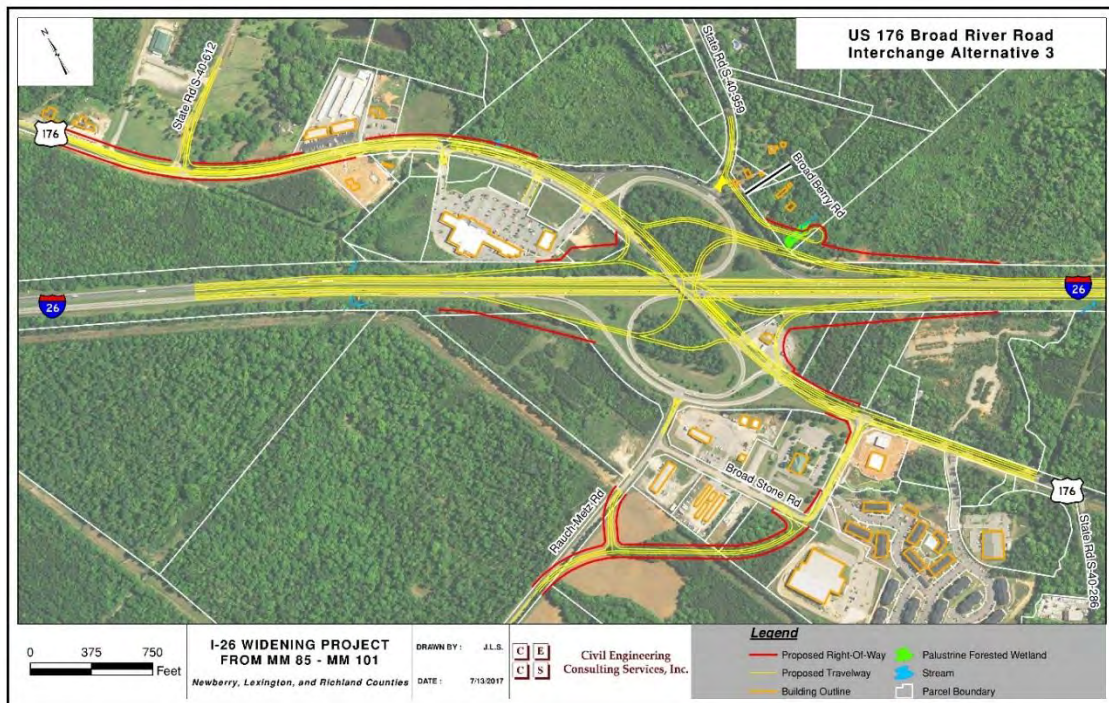 N
US 176 Broad River Road
Interchange Alternative 3
State Rd S-40-612
State Rd S-40-959
176
Broad Berry Rd
26
26
Broad Stone Rd
Rauch-Metz Rd
176
State Rd S-40-286
0 375 750
Feet
I-26 WIDENING PROJECT
FROM MM 85 - MM 101
Newberry, Lexington, and Richland Counties
DRAWN BY : J.L.S.
DATE : 7/13/2017
C E
C S
Civil Engineering
Consulting Services, Inc.
Legend
Proposed Right-Of-Way
Proposed Travelway
Building Outline
Palustrine Forested Wetland
Stream
Parcel Boundary